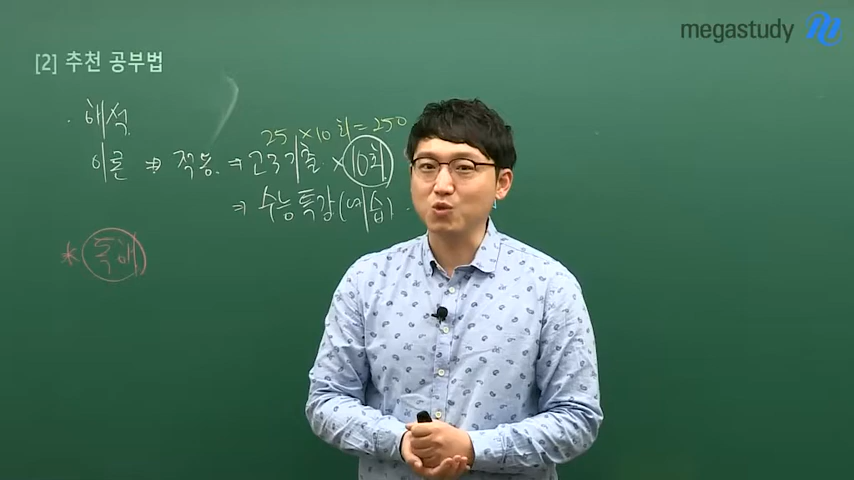 megastudy
[2] 추천 공부법
· 해석
25 × 10회 = 250
이론 ⇒ 적용 ⇒ 고3기출 × 10회
⇒ 수능특강(예습)
* 독해